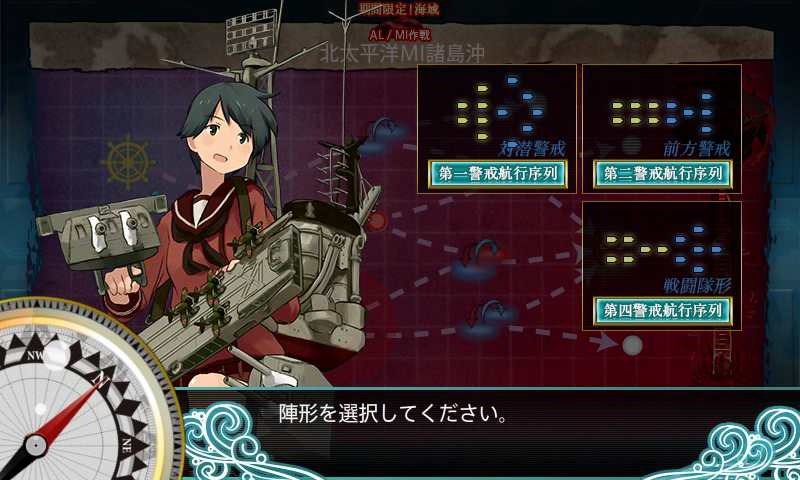 期間限定!海域
AL/MI作戦
北太平洋MI諸島沖
対潜警戒
第一警戒航行序列
前方警戒
第二警戒航行序列
戦闘隊形
第四警戒航行序列
NW
N
NE
陣形を選択してください。